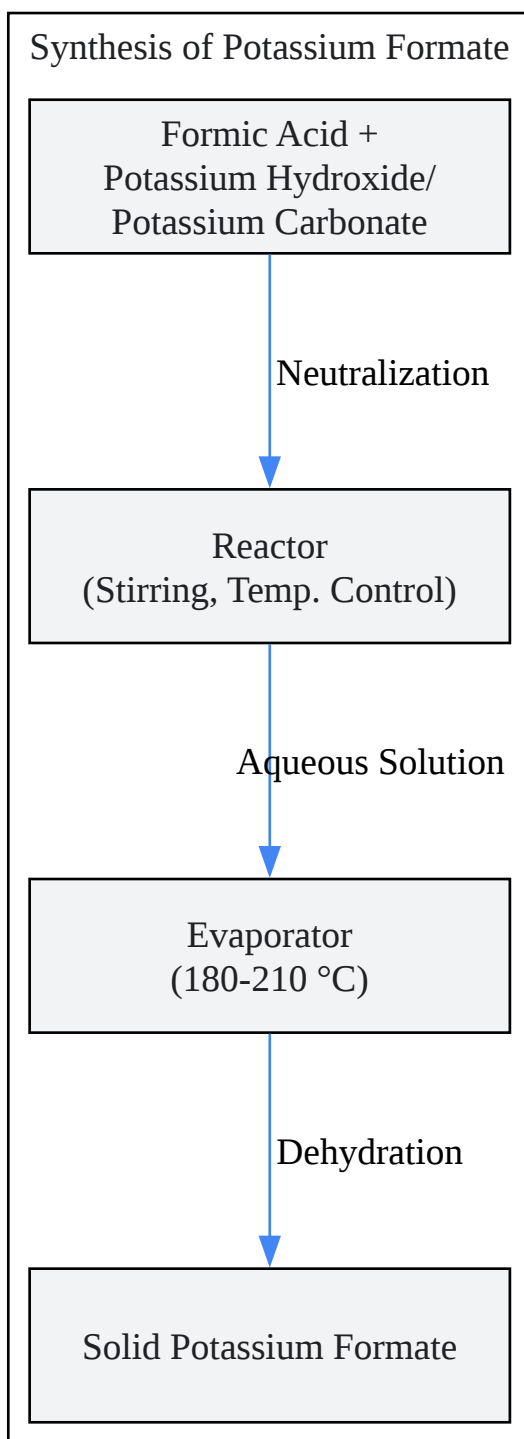 Synthesis of Potassium Formate
Formic Acid +
Potassium Hydroxide/
Potassium Carbonate
Neutralization
Reactor
(Stirring, Temp. Control)
Aqueous Solution
Evaporator
(180-210 °C)
Dehydration
Solid Potassium Formate